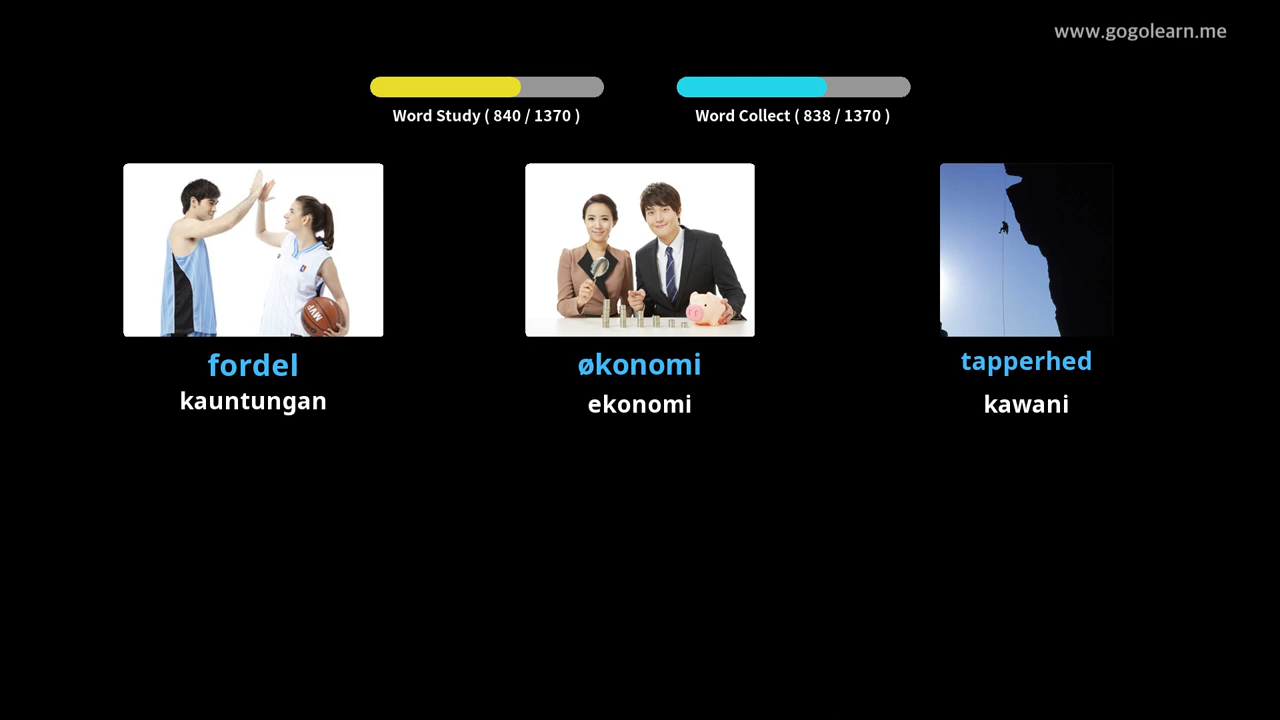 www.gogolearn.me
Word Study ( 840 / 1370 )
Word Collect ( 838 / 1370 )
fordel
kauntungan
økonomi
ekonomi
tapperhed
kawani